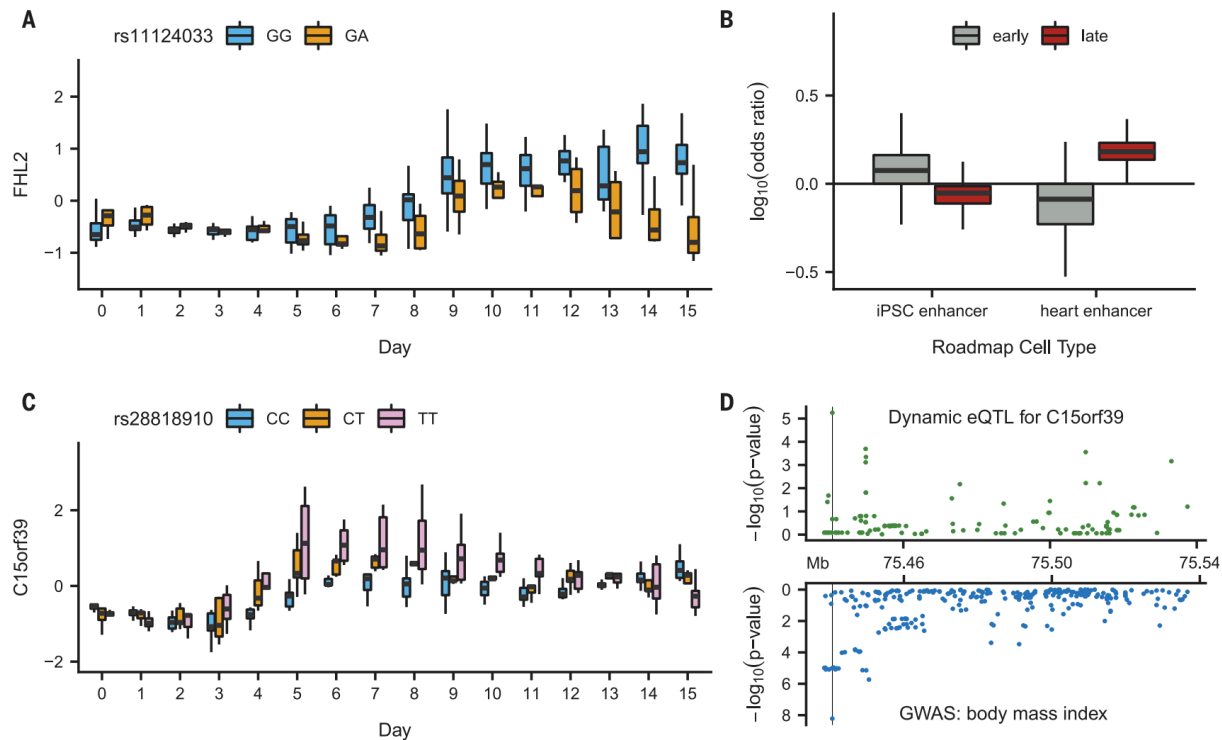 A
rs11124033 GG GA
FHL2
2
1
0
−1
0 1 2 3 4 5 6 7 8 9 10 11 12 13 14 15
Day
B
early late
log10(odds ratio)
0.5
0.0
−0.5
iPSC enhancer heart enhancer
Roadmap Cell Type
C
rs28818910 CC CT TT
C15orf39
2
0
−2
0 1 2 3 4 5 6 7 8 9 10 11 12 13 14 15
Day
D
Dynamic eQTL for C15orf39
−log10(p−value)
5
4
3
2
1
0
Mb 75.46 75.50 75.54
−log10(p−value)
0
2
4
6
8
GWAS: body mass index